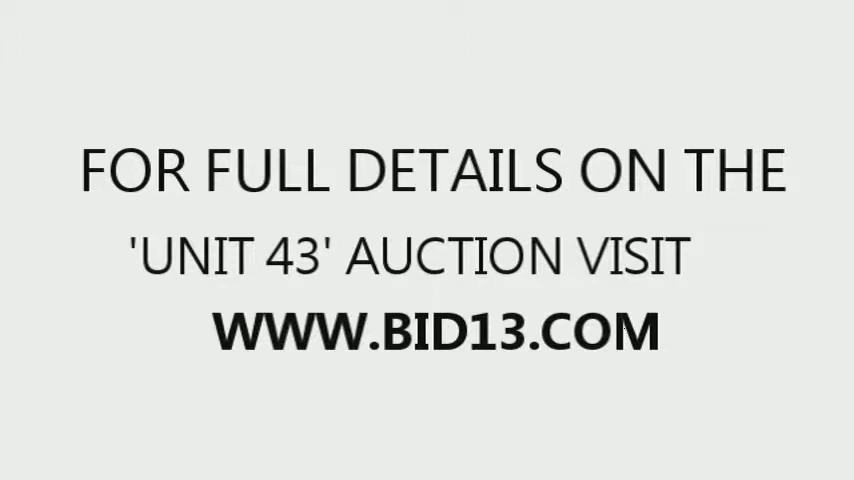 FOR FULL DETAILS ON THE
'UNIT 43' AUCTION VISIT
WWW.BID13.COM